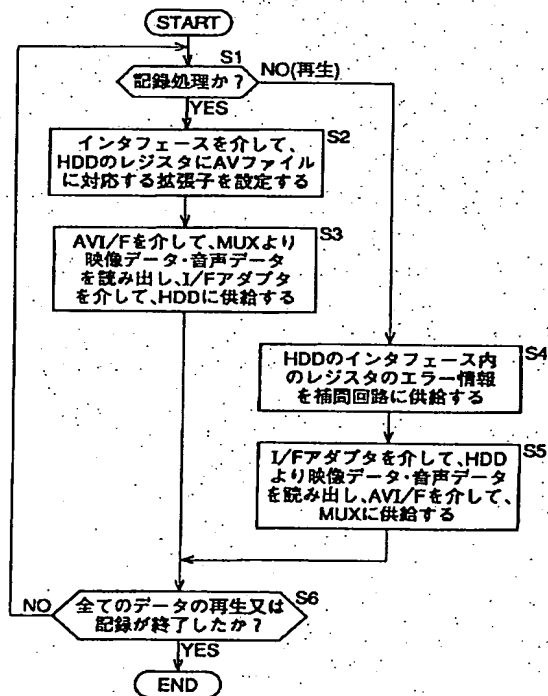 START
S1
記録処理か?
NO(再生)
YES
S2
インタフェースを介して、
HDDのレジスタにAVファイル
に対応する拡張子を設定する
S3
AVI/Fを介して、MUXより
映像データ・音声データ
を読み出し、I/Fアダプタ
を介して、HDDに供給する
S4
HDDのインタフェース内
のレジスタのエラー情報
を補間回路に供給する
S5
I/Fアダプタを介して、HDD
より映像データ・音声データ
を読み出し、AVI/Fを介して、
MUXに供給する
S6
NO
全てのデータの再生又は
記録が終了したか?
YES
END